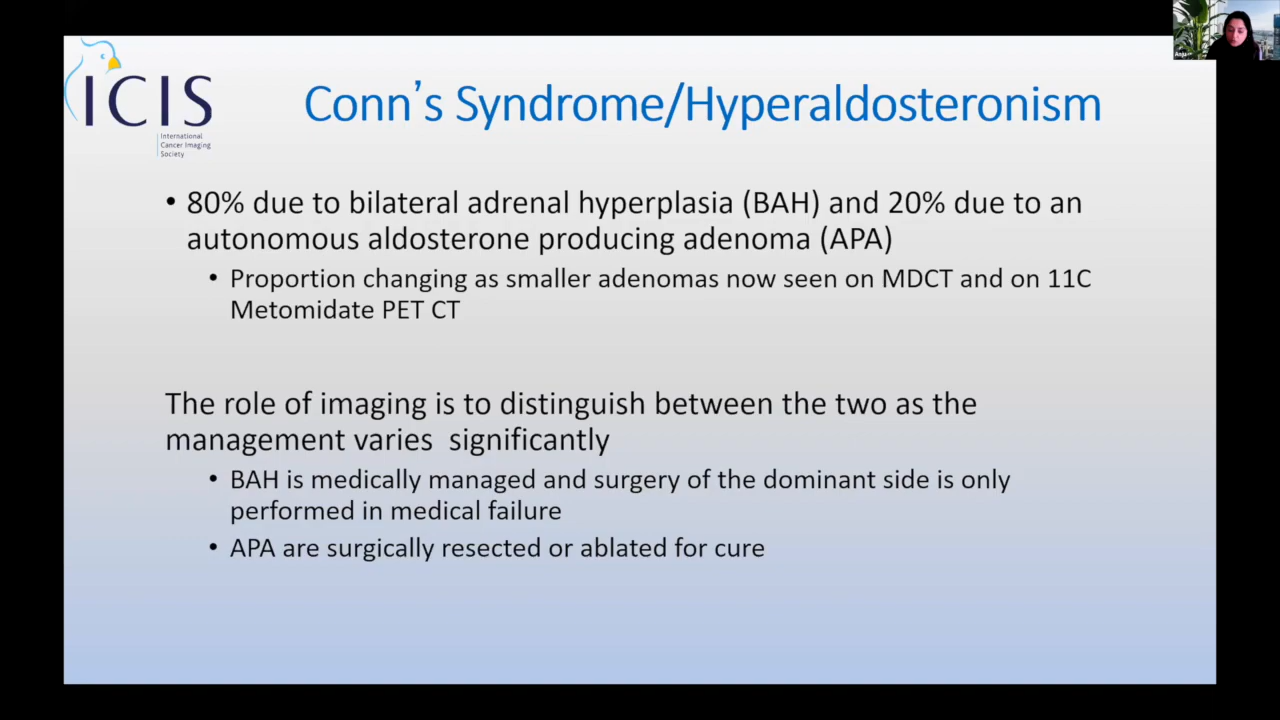 ICIS
International
Cancer Imaging
Society
Conn's Syndrome/Hyperaldosteronism
• 80% due to bilateral adrenal hyperplasia (BAH) and 20% due to an
autonomous aldosterone producing adenoma (APA)
• Proportion changing as smaller adenomas now seen on MDCT and on 11C
Metomidate PET CT
The role of imaging is to distinguish between the two as the
management varies significantly
• BAH is medically managed and surgery of the dominant side is only
performed in medical failure
• APA are surgically resected or ablated for cure